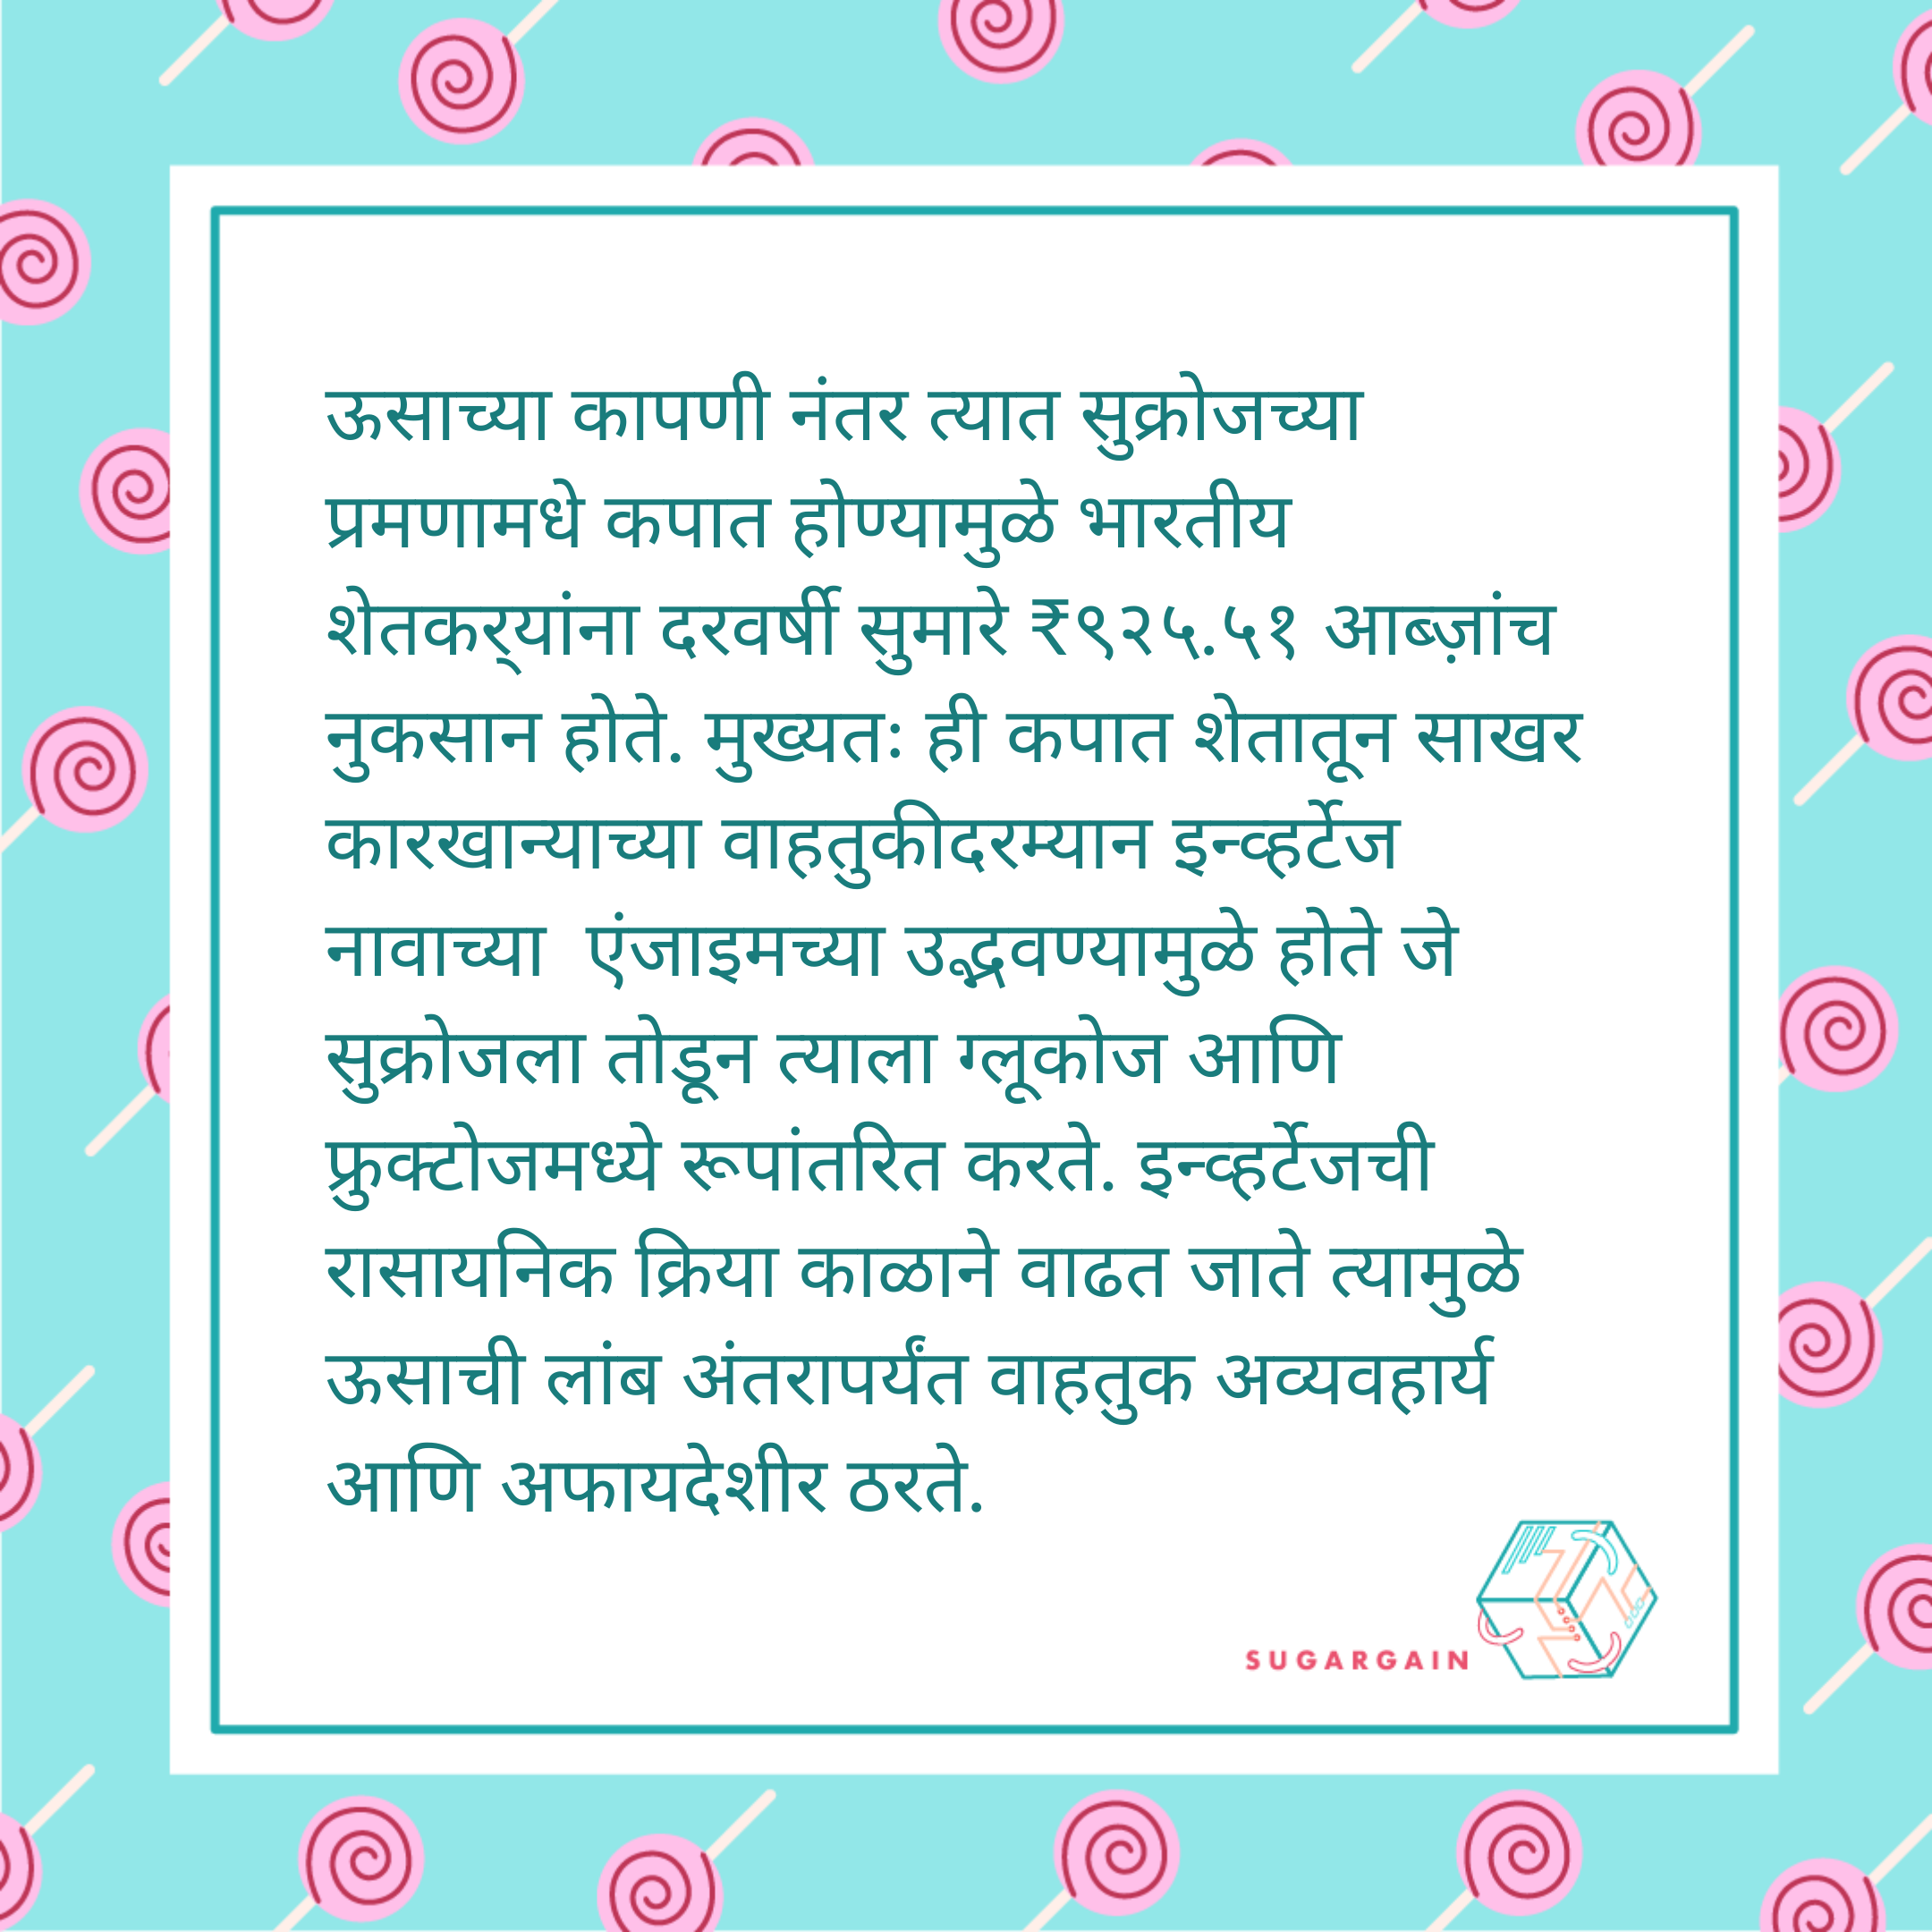 ऊसाच्या कापणी नंतर त्यात सुक्रोजच्या
प्रमणामधे कपात होण्यामुळे भारतीय
शेतकर्‍यांना दरवर्षी सुमारे ₹९२५.५१ आब्ज़ांच
नुकसान होते. मुख्यतः ही कपात शेतातून साखर
कारखान्याच्या वाहतुकीदरम्यान इन्व्हर्टेज
नावाच्या एंजाइमच्या उद्भवण्यामुळे होते जे
सुक्रोजला तोडून त्याला ग्लूकोज आणि
फ्रुक्टोजमध्ये रूपांतरित करते. इन्व्हर्टेजची
रासायनिक क्रिया काळाने वाढत जाते त्यामुळे
ऊसाची लांब अंतरापर्यंत वाहतुक अव्यवहार्य
आणि अफायदेशीर ठरते.
SUGARGAIN